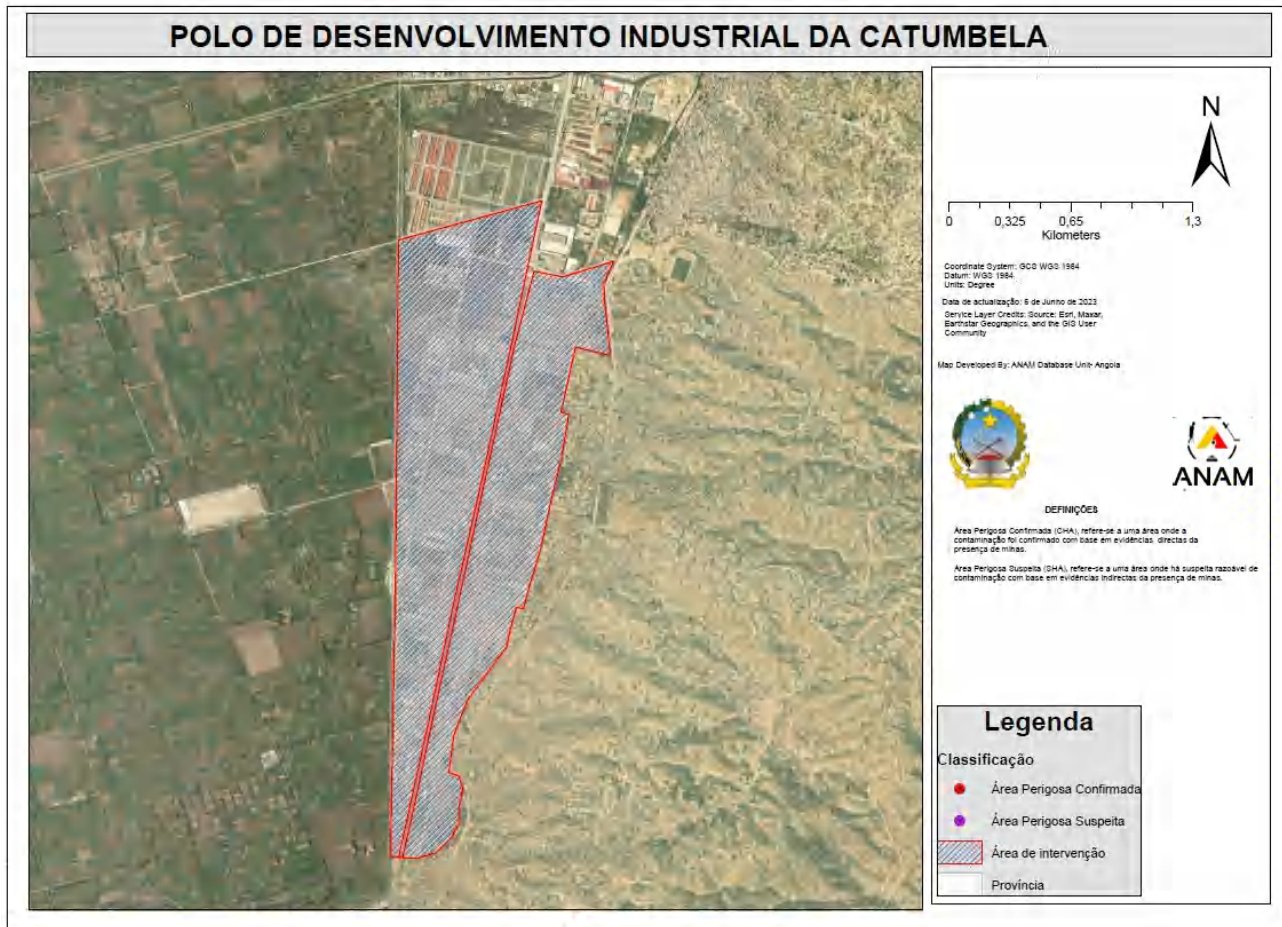 POLO DE DESENVOLVIMENTO INDUSTRIAL DA CATUMBELA
N
0 0,325 0,65 1,3
Kilometers
Coordinate System: GCS WGS 1984
Datum: WGS 1984
Units: Degree
Data de actualização: 6 de Junho de 2023
Service Layer Credits: Source: Esri, Maxar,
Earthstar Geographics, and the GIS User
Community
Map Developed By: ANAM Database Unit- Angola
ANAM
DEFINIÇÕES
Área Perigosa Confirmada (CHA), refere-se a uma área onde a
contaminação foi confirmado com base em evidências, directas da
presença de minas.
Área Perigosa Suspeita (SHA), refere-se a uma área onde há suspeita razoável de
contaminação com base em evidências indirectas da presença de minas.
Legenda
Classificação
Área Perigosa Confirmada
Área Perigosa Suspeita
Área de intervenção
Província